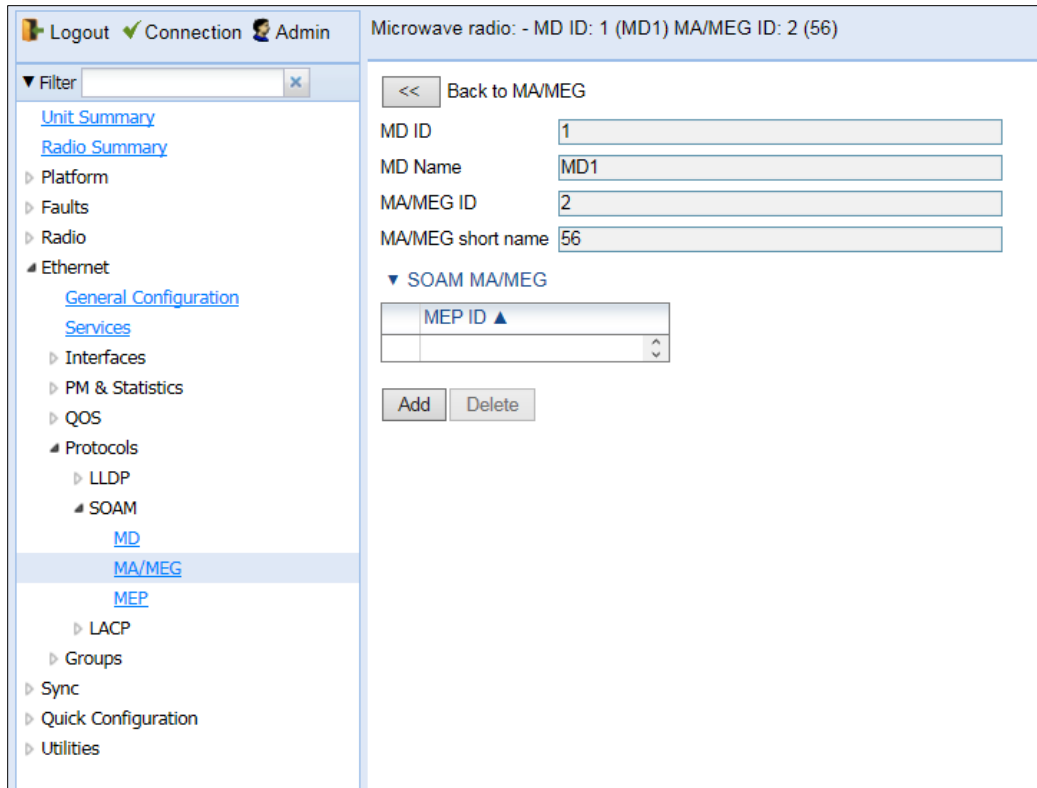 Logout Connection Admin
Microwave radio: - MD ID: 1 (MD1) MA/MEG ID: 2 (56)
▼ Filter
Unit Summary
Radio Summary
Platform
Faults
Radio
Ethernet
General Configuration
Services
Interfaces
PM & Statistics
QOS
Protocols
LLDP
SOAM
MD
MA/MEG
MEP
LACP
Groups
Sync
Quick Configuration
Utilities
<< Back to MA/MEG
MD ID 1
MD Name MD1
MA/MEG ID 2
MA/MEG short name 56
▼ SOAM MA/MEG
MEP ID ▲
Add Delete